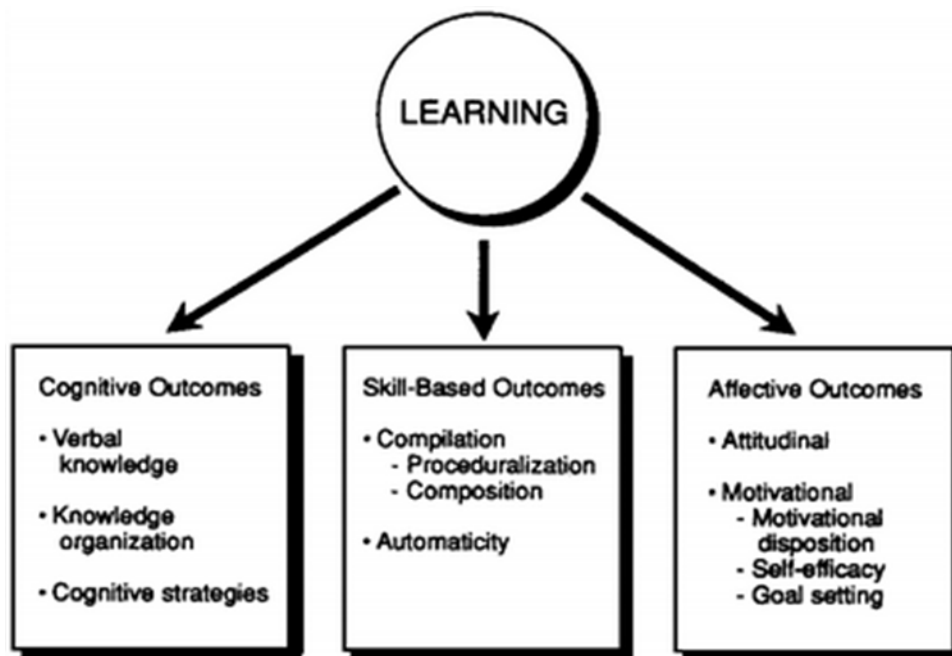 LEARNING
Cognitive Outcomes
• Verbal
knowledge
• Knowledge
organization
• Cognitive strategies
Skill-Based Outcomes
• Compilation
- Proceduralization
- Composition
• Automaticity
Affective Outcomes
• Attitudinal
• Motivational
- Motivational
disposition
- Self-efficacy
- Goal setting